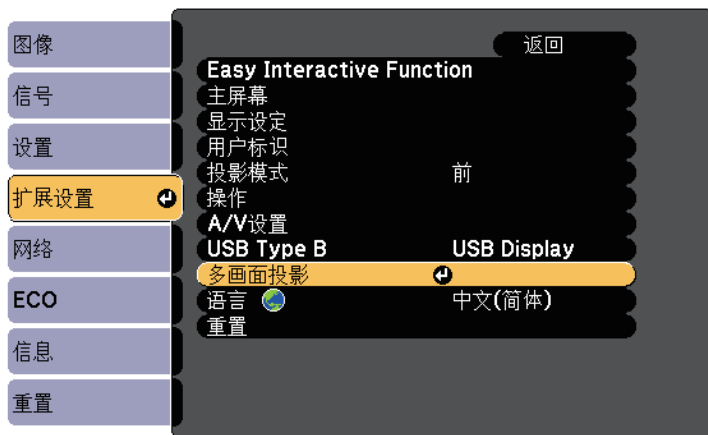 图像
信号
设置
扩展设置
网络
ECO
信息
重置
返回
Easy Interactive Function
主屏幕
显示设定
用户标识
投影模式 前
操作
A/V设置
USB Type B USB Display
多画面投影
语言 中文(简体)
重置